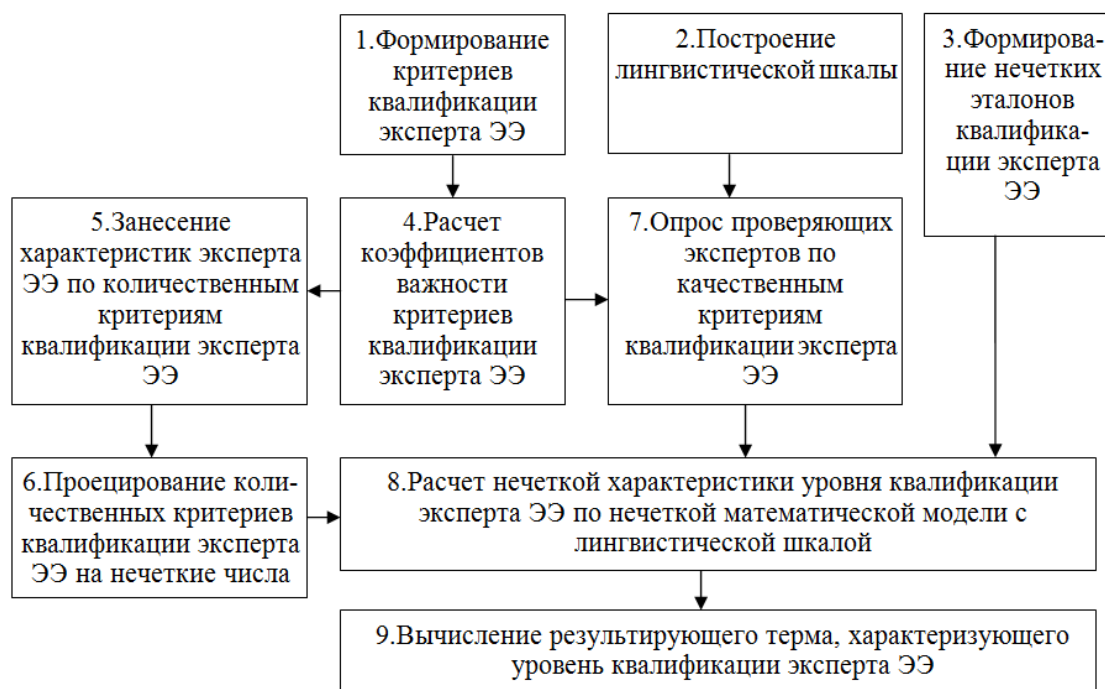 1.Формирование
критериев
квалификации
эксперта ЭЭ
2.Построение
лингвистической шкалы
3.Формирова-
ние нечетких
эталонов
квалифика-
ции эксперта
ЭЭ
5.Занесение
характеристик эксперта
ЭЭ по количественным
критериям
квалификации эксперта
ЭЭ
4.Расчет
коэффициентов
важности
критериев
квалификации
эксперта ЭЭ
7.Опрос проверяющих
экспертов по
качественным
критериям
квалификации эксперта
ЭЭ
6.Проецирование коли-
чественных критериев
квалификации эксперта
ЭЭ на нечеткие числа
8.Расчет нечеткой характеристики уровня квалификации
эксперта ЭЭ по нечеткой математической модели с
лингвистической шкалой
9.Вычисление результирующего терма, характеризующего
уровень квалификации эксперта ЭЭ